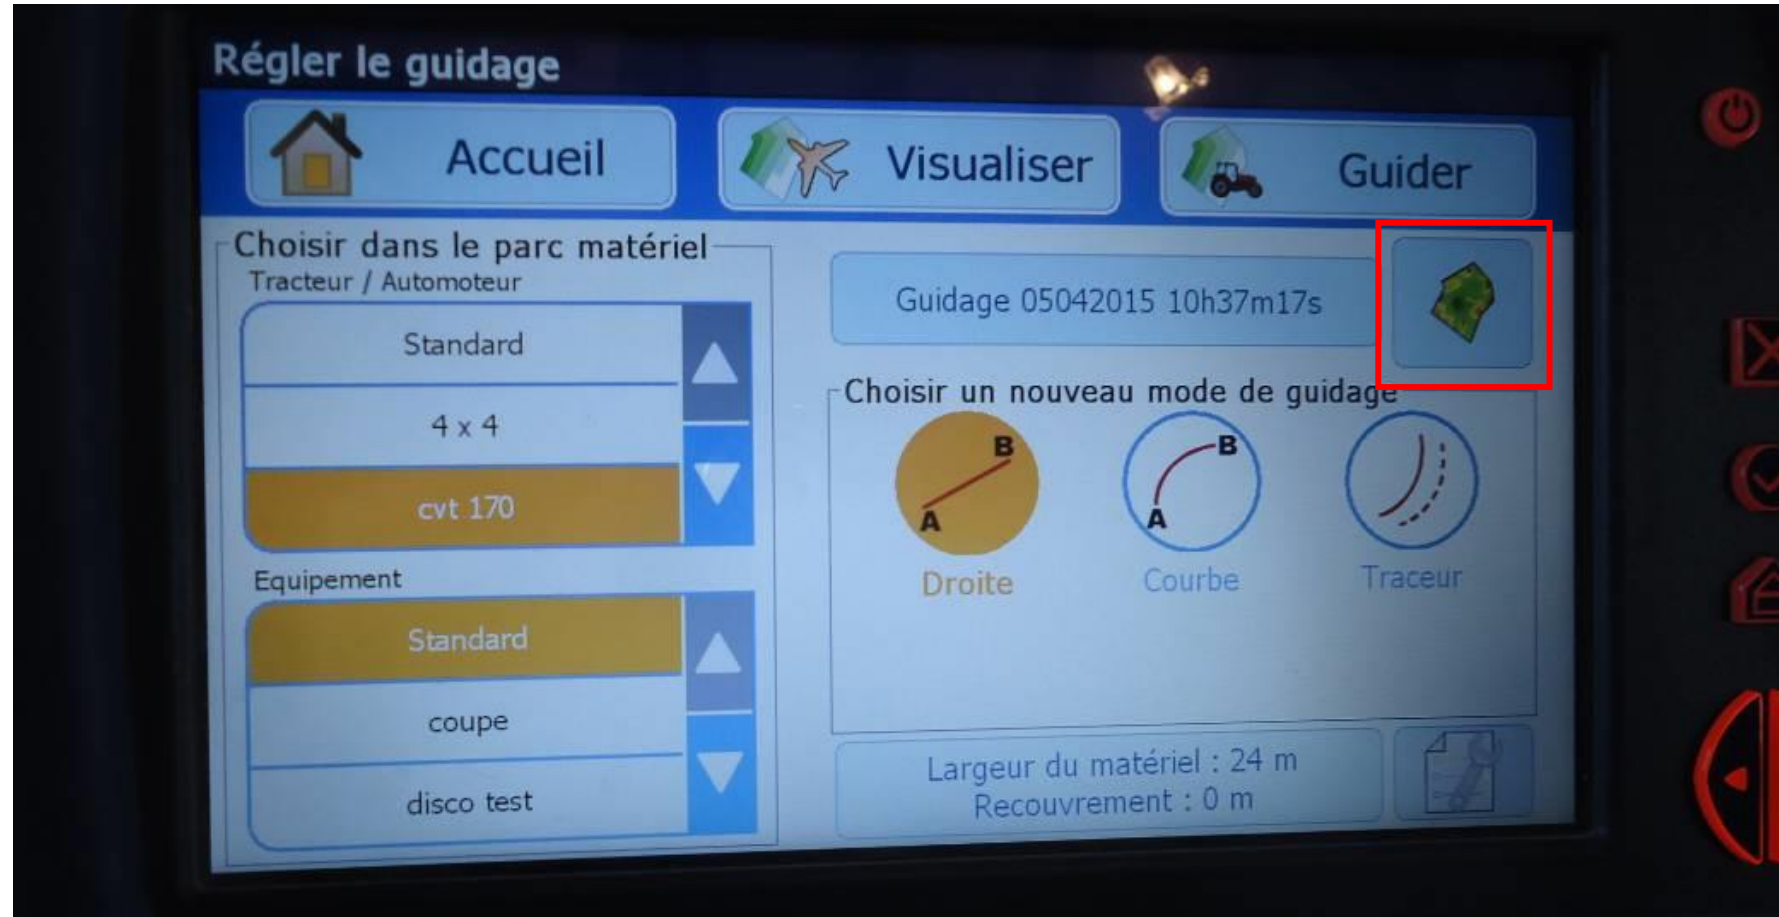 Régler le guidage
Accueil
Visualiser
Guider
Choisir dans le parc matériel
Tracteur / Automoteur
Standard
4 x 4
cvt 170
Equipement
Standard
coupe
disco test
Guidage 05042015 10h37m17s
Choisir un nouveau mode de guidage
A B
Droite
A B
Courbe
Traceur
Largeur du matériel : 24 m
Recouvrement : 0 m